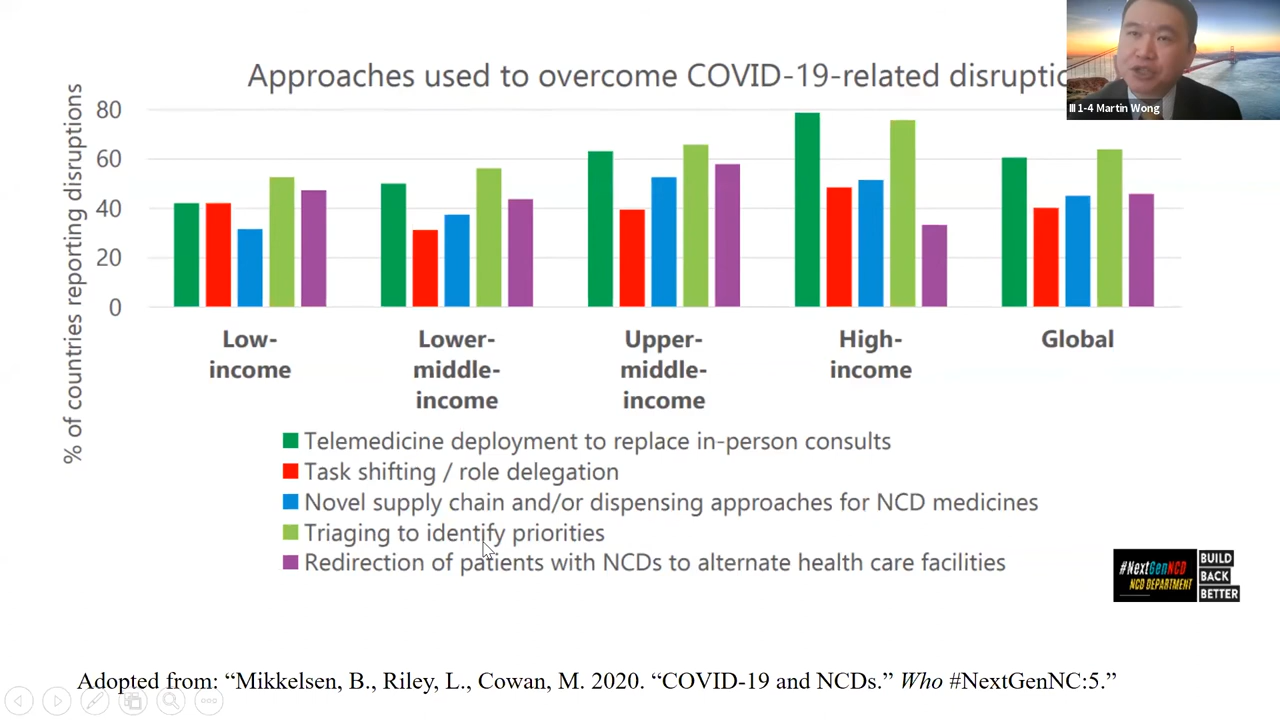 Approaches used to overcome COVID-19-related
III 1-4 Martin Wong
% of countries reporting disruptions
80
60
40
20
0
Low-
income
Lower-
middle-
income
Upper-
middle-
income
High-
income
Global
Telemedicine deployment to replace in-person consults
Task shifting / role delegation
Novel supply chain and/or dispensing approaches for NCD medicines
Triaging to identify priorities
Redirection of patients with NCDs to alternate health care facilities
#NextGenNCD
NCD DEPARTMENT
BUILD
BACK
BETTER
Adopted from: “Mikkelsen, B., Riley, L., Cowan, M. 2020. “COVID-19 and NCDs.” Who #NextGenNC:5.”